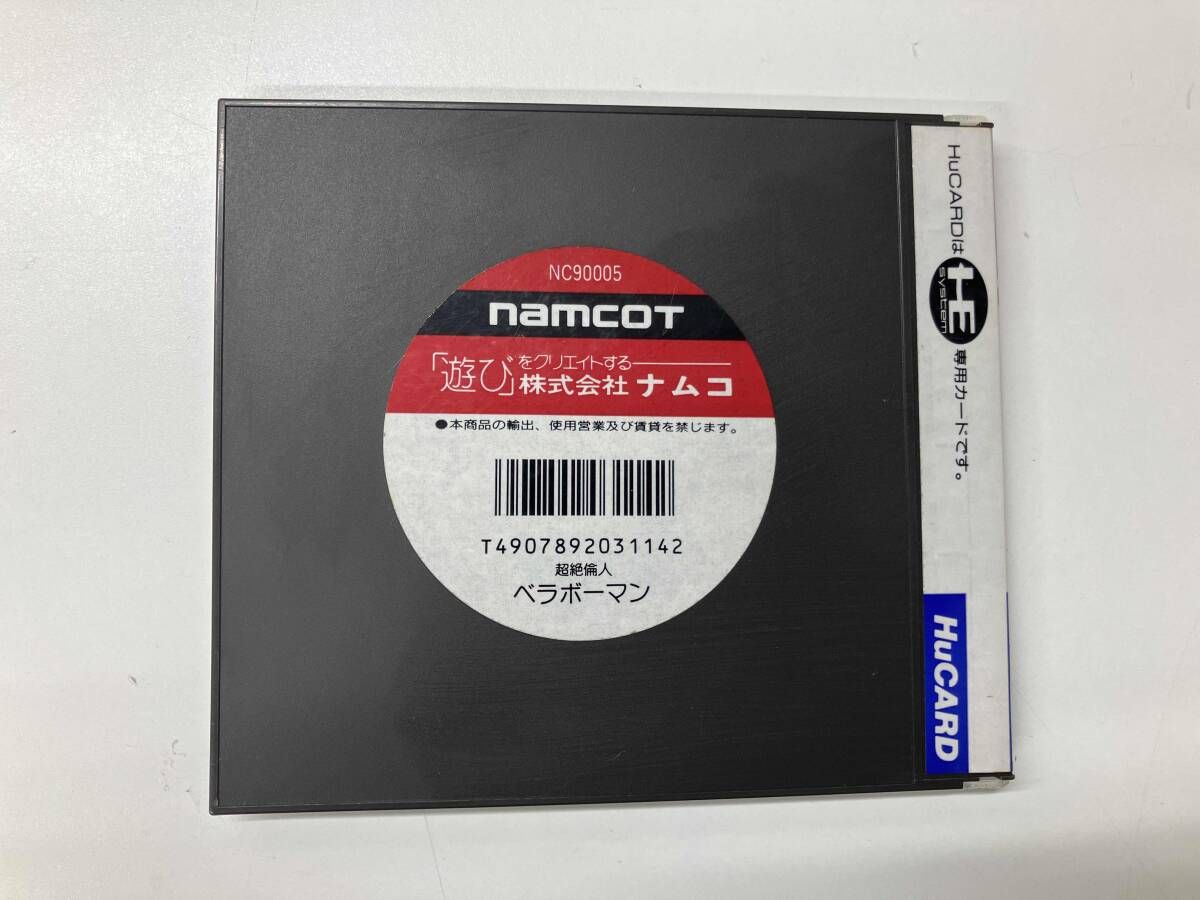 NC90005
namcoT
「遊び」をクリエイトする
株式会社 ナムコ
●本商品の輸出、使用営業及び賃貸を禁じます。
T4907892031142
超絶倫人
ベラボーマン
HuCARDは HE system 専用カードです。
HuCARD